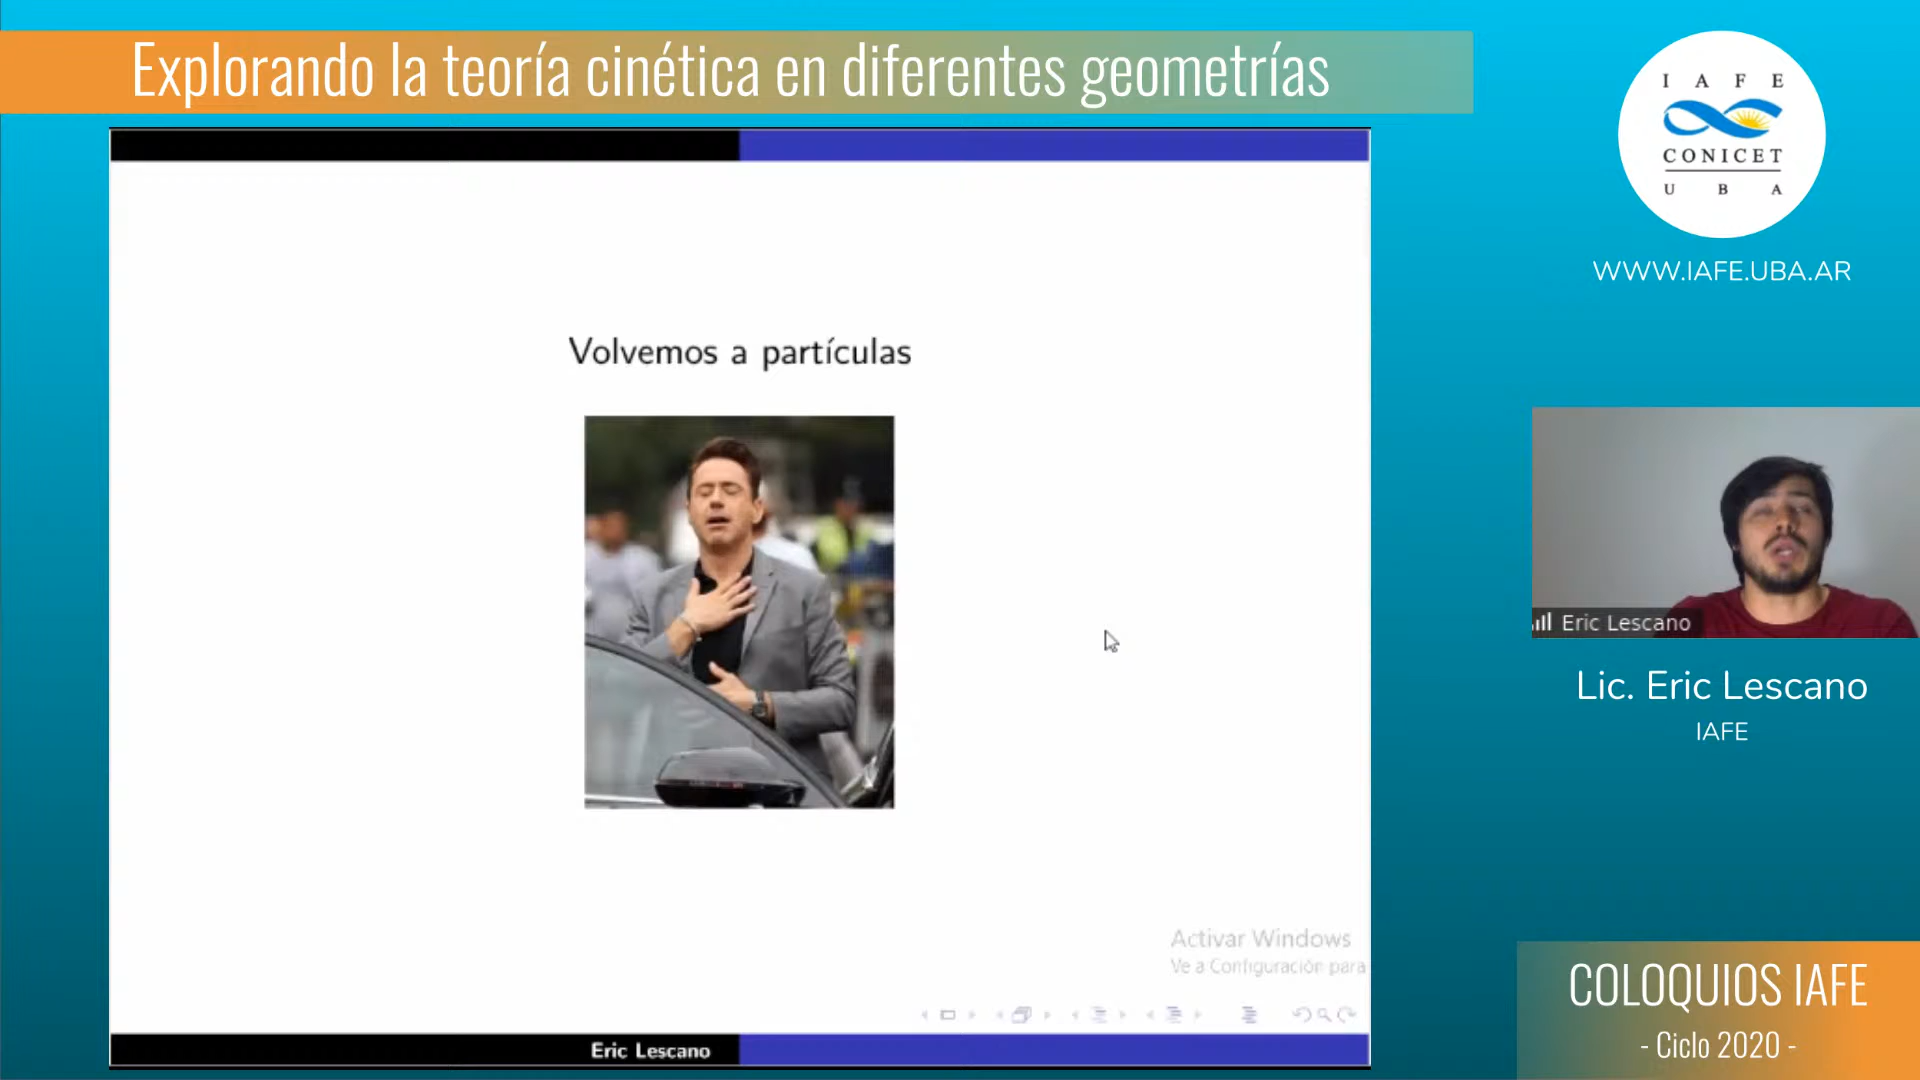 Explorando la teoría cinética en diferentes geometrías
I A F E
CONICET
U B A
WWW.IAFE.UBA.AR
Volvemos a partículas
Eric Lescano
Lic. Eric Lescano
IAFE
Activar Windows
Ve a Configuración para
Eric Lescano
COLOQUIOS IAFE
- Ciclo 2020 -